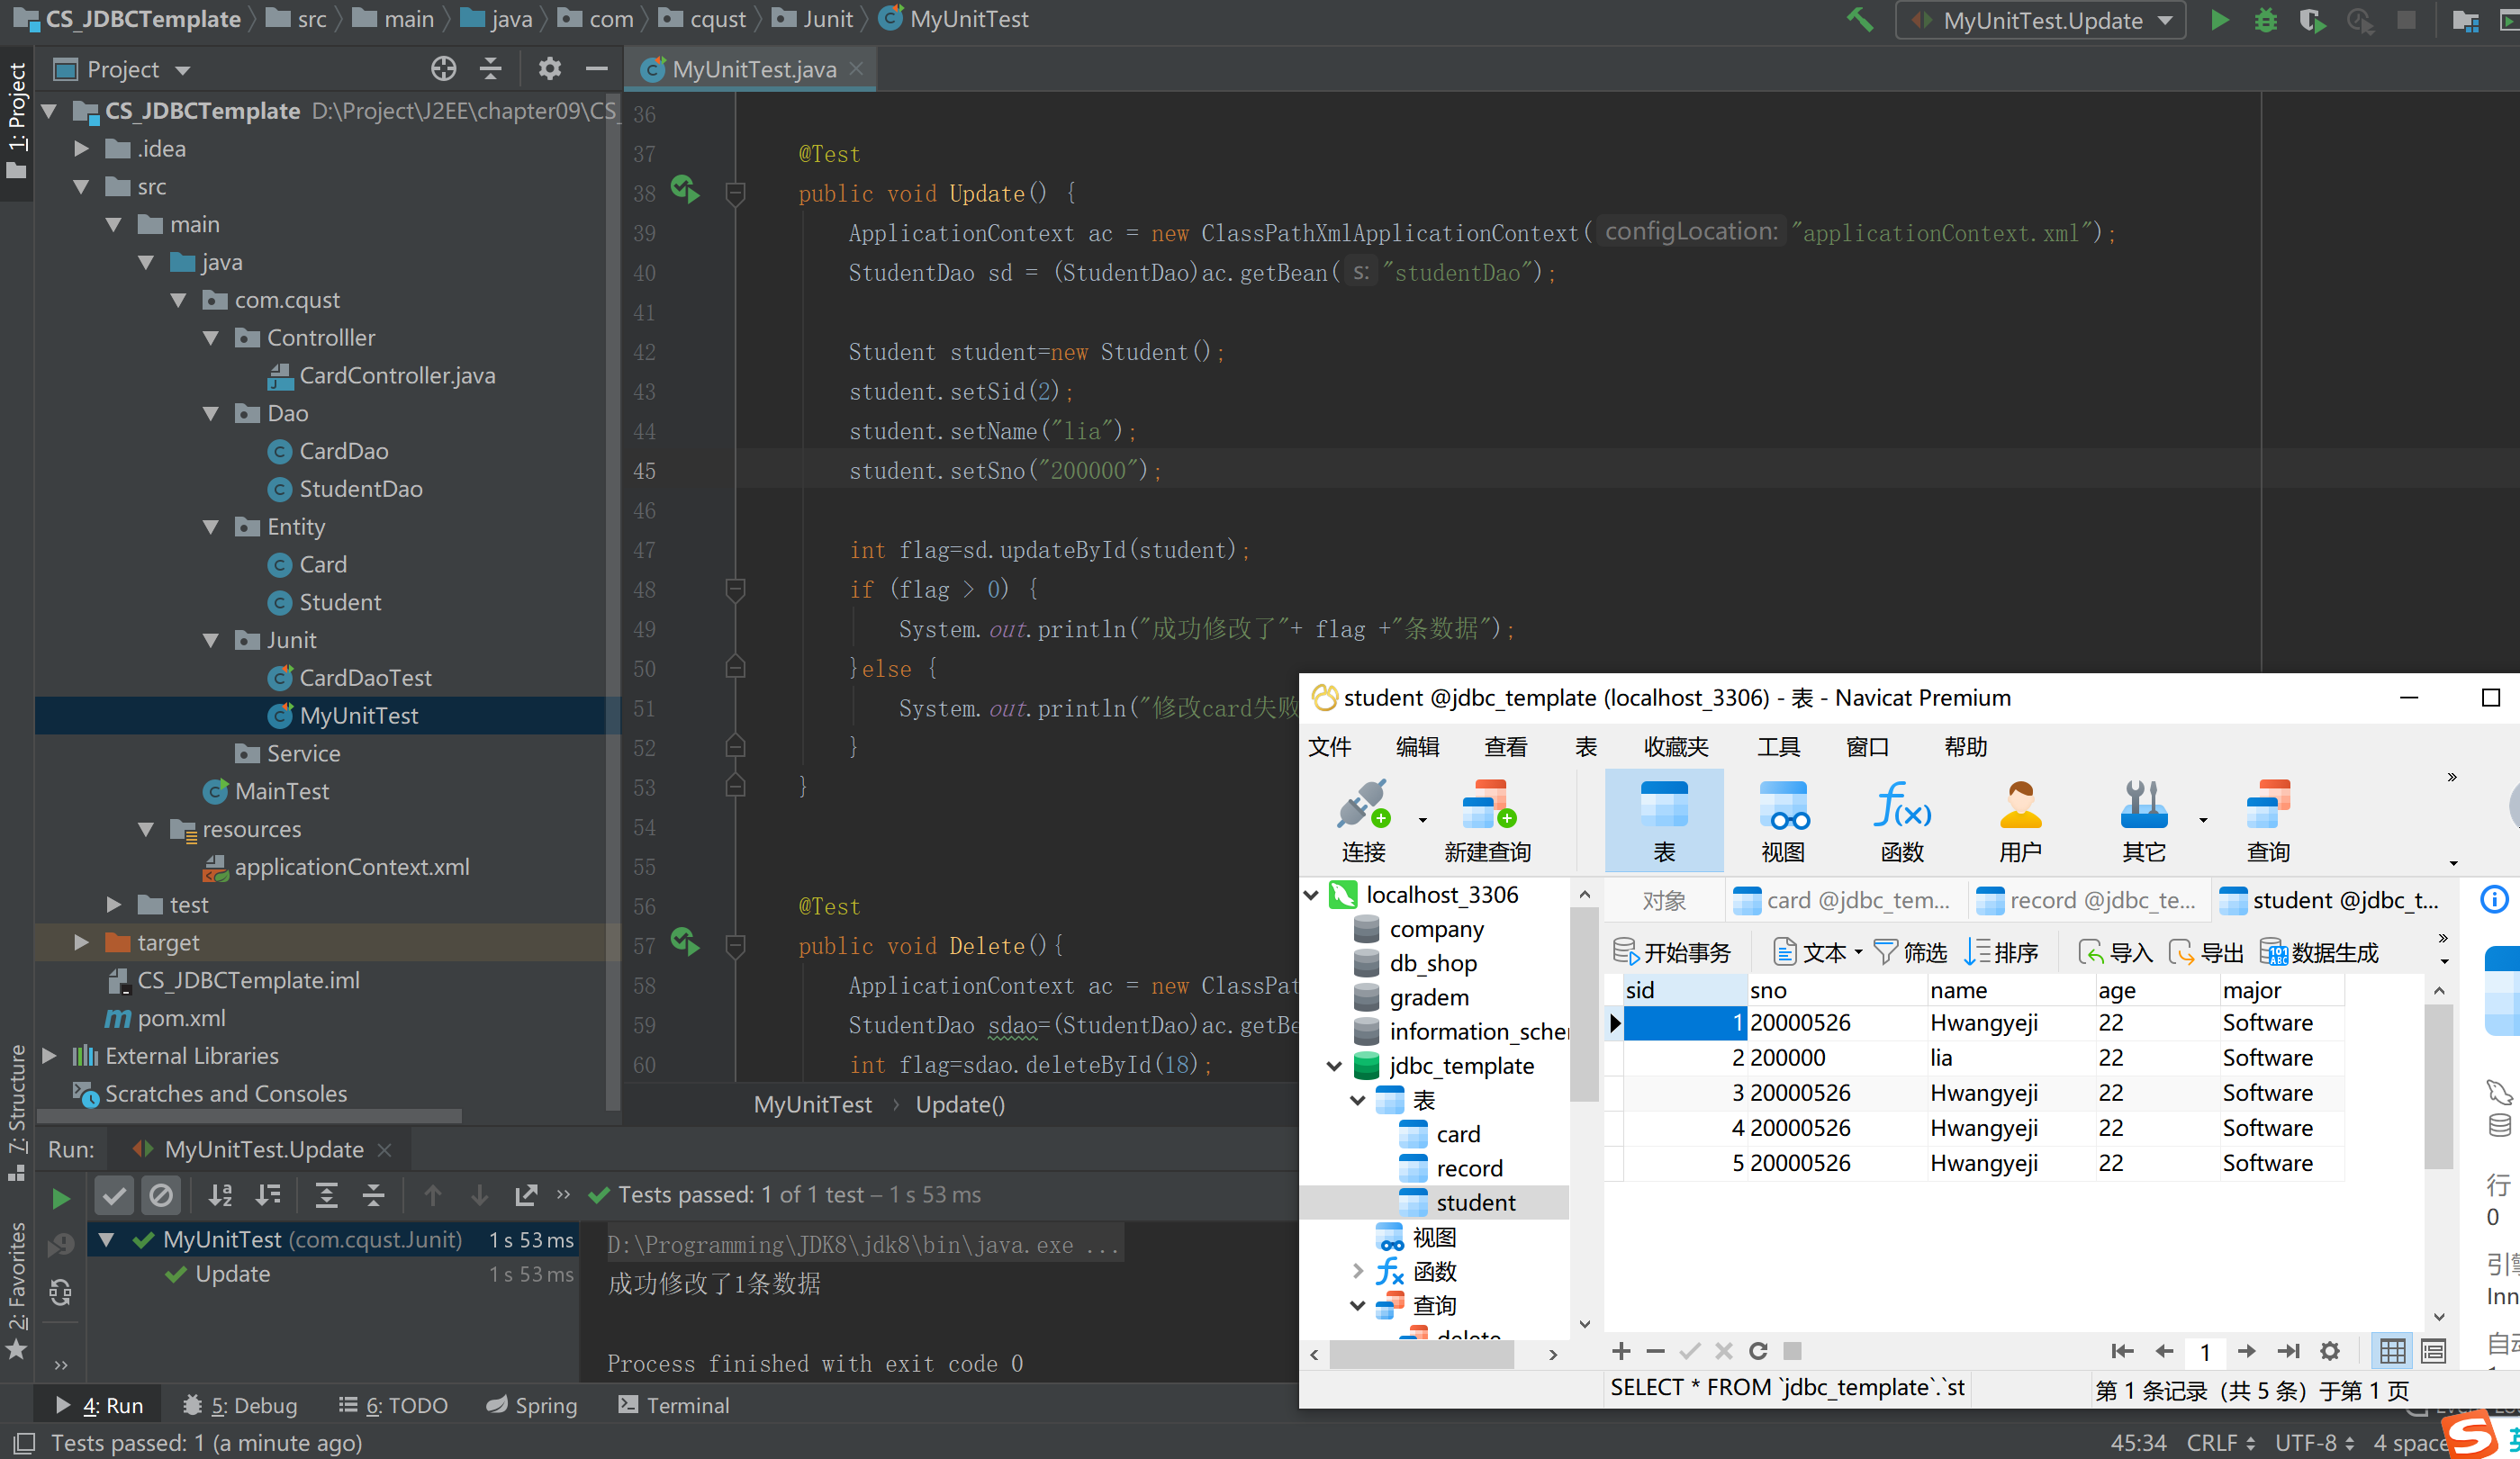 CS_JDBCTemplate src main java com cqust Junit MyUnitTest
MyUnitTest.Update
1: Project
7: Structure
2: Favorites
Project
CS_JDBCTemplate D:\Project\J2EE\chapter09\CS_
.idea
src
main
java
com.cqust
Controlller
CardController.java
Dao
CardDao
StudentDao
Entity
Card
Student
Junit
CardDaoTest
MyUnitTest
Service
MainTest
resources
applicationContext.xml
test
target
CS_JDBCTemplate.iml
pom.xml
External Libraries
Scratches and Consoles
MyUnitTest.java
36
37 @Test
38 public void Update() {
39 ApplicationContext ac = new ClassPathXmlApplicationContext( configLocation: "applicationContext.xml");
40 StudentDao sd = (StudentDao)ac.getBean( s: "studentDao");
41
42 Student student=new Student();
43 student.setSid(2);
44 student.setName("lia");
45 student.setSno("200000");
46
47 int flag=sd.updateById(student);
48 if (flag > 0) {
49 System.out.println("成功修改了"+ flag +"条数据");
50 }else {
51 System.out.println("修改card失败
52 }
53 }
54
55
56 @Test
57 public void Delete(){
58 ApplicationContext ac = new ClassPat
59 StudentDao sdao=(StudentDao)ac.getBe
60 int flag=sdao.deleteById(18);
MyUnitTest › Update()
Run: MyUnitTest.Update
Tests passed: 1 of 1 test – 1 s 53 ms
MyUnitTest (com.cqust.Junit) 1 s 53 ms
Update 1 s 53 ms
D:\Programming\JDK8\jdk8\bin\java.exe ...
成功修改了1条数据
Process finished with exit code 0
4: Run 5: Debug 6: TODO Spring Terminal
Tests passed: 1 (a minute ago)
45:34 CRLF UTF-8 4 space
student @jdbc_template (localhost_3306) - 表 - Navicat Premium
文件 编辑 查看 表 收藏夹 工具 窗口 帮助
连接 新建查询 表 视图 函数 用户 其它 查询
localhost_3306
company
db_shop
gradem
information_sche
jdbc_template
表
card
record
student
视图
函数
查询
delete
对象 card @jdbc_tem... record @jdbc_te... student @jdbc_t...
开始事务 文本 筛选 排序 导入 导出 数据生成
sid sno name age major
1 20000526 Hwangyeji 22 Software
2 200000 lia 22 Software
3 20000526 Hwangyeji 22 Software
4 20000526 Hwangyeji 22 Software
5 20000526 Hwangyeji 22 Software
行
0
Inn
1
SELECT * FROM `jdbc_template`.`st
第 1 条记录 (共 5 条) 于第 1 页